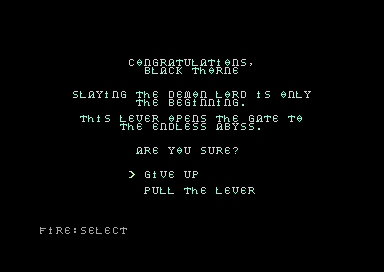 CONGRATULATIONS,
BLACK THORNE
SLAYING THE DEMON LORD IS ONLY
THE BEGINNING.
THIS LEVER OPENS THE GATE TO
THE ENDLESS ABYSS.
ARE YOU SURE?
> GIVE UP
PULL THE LEVER
FIRE:SELECT